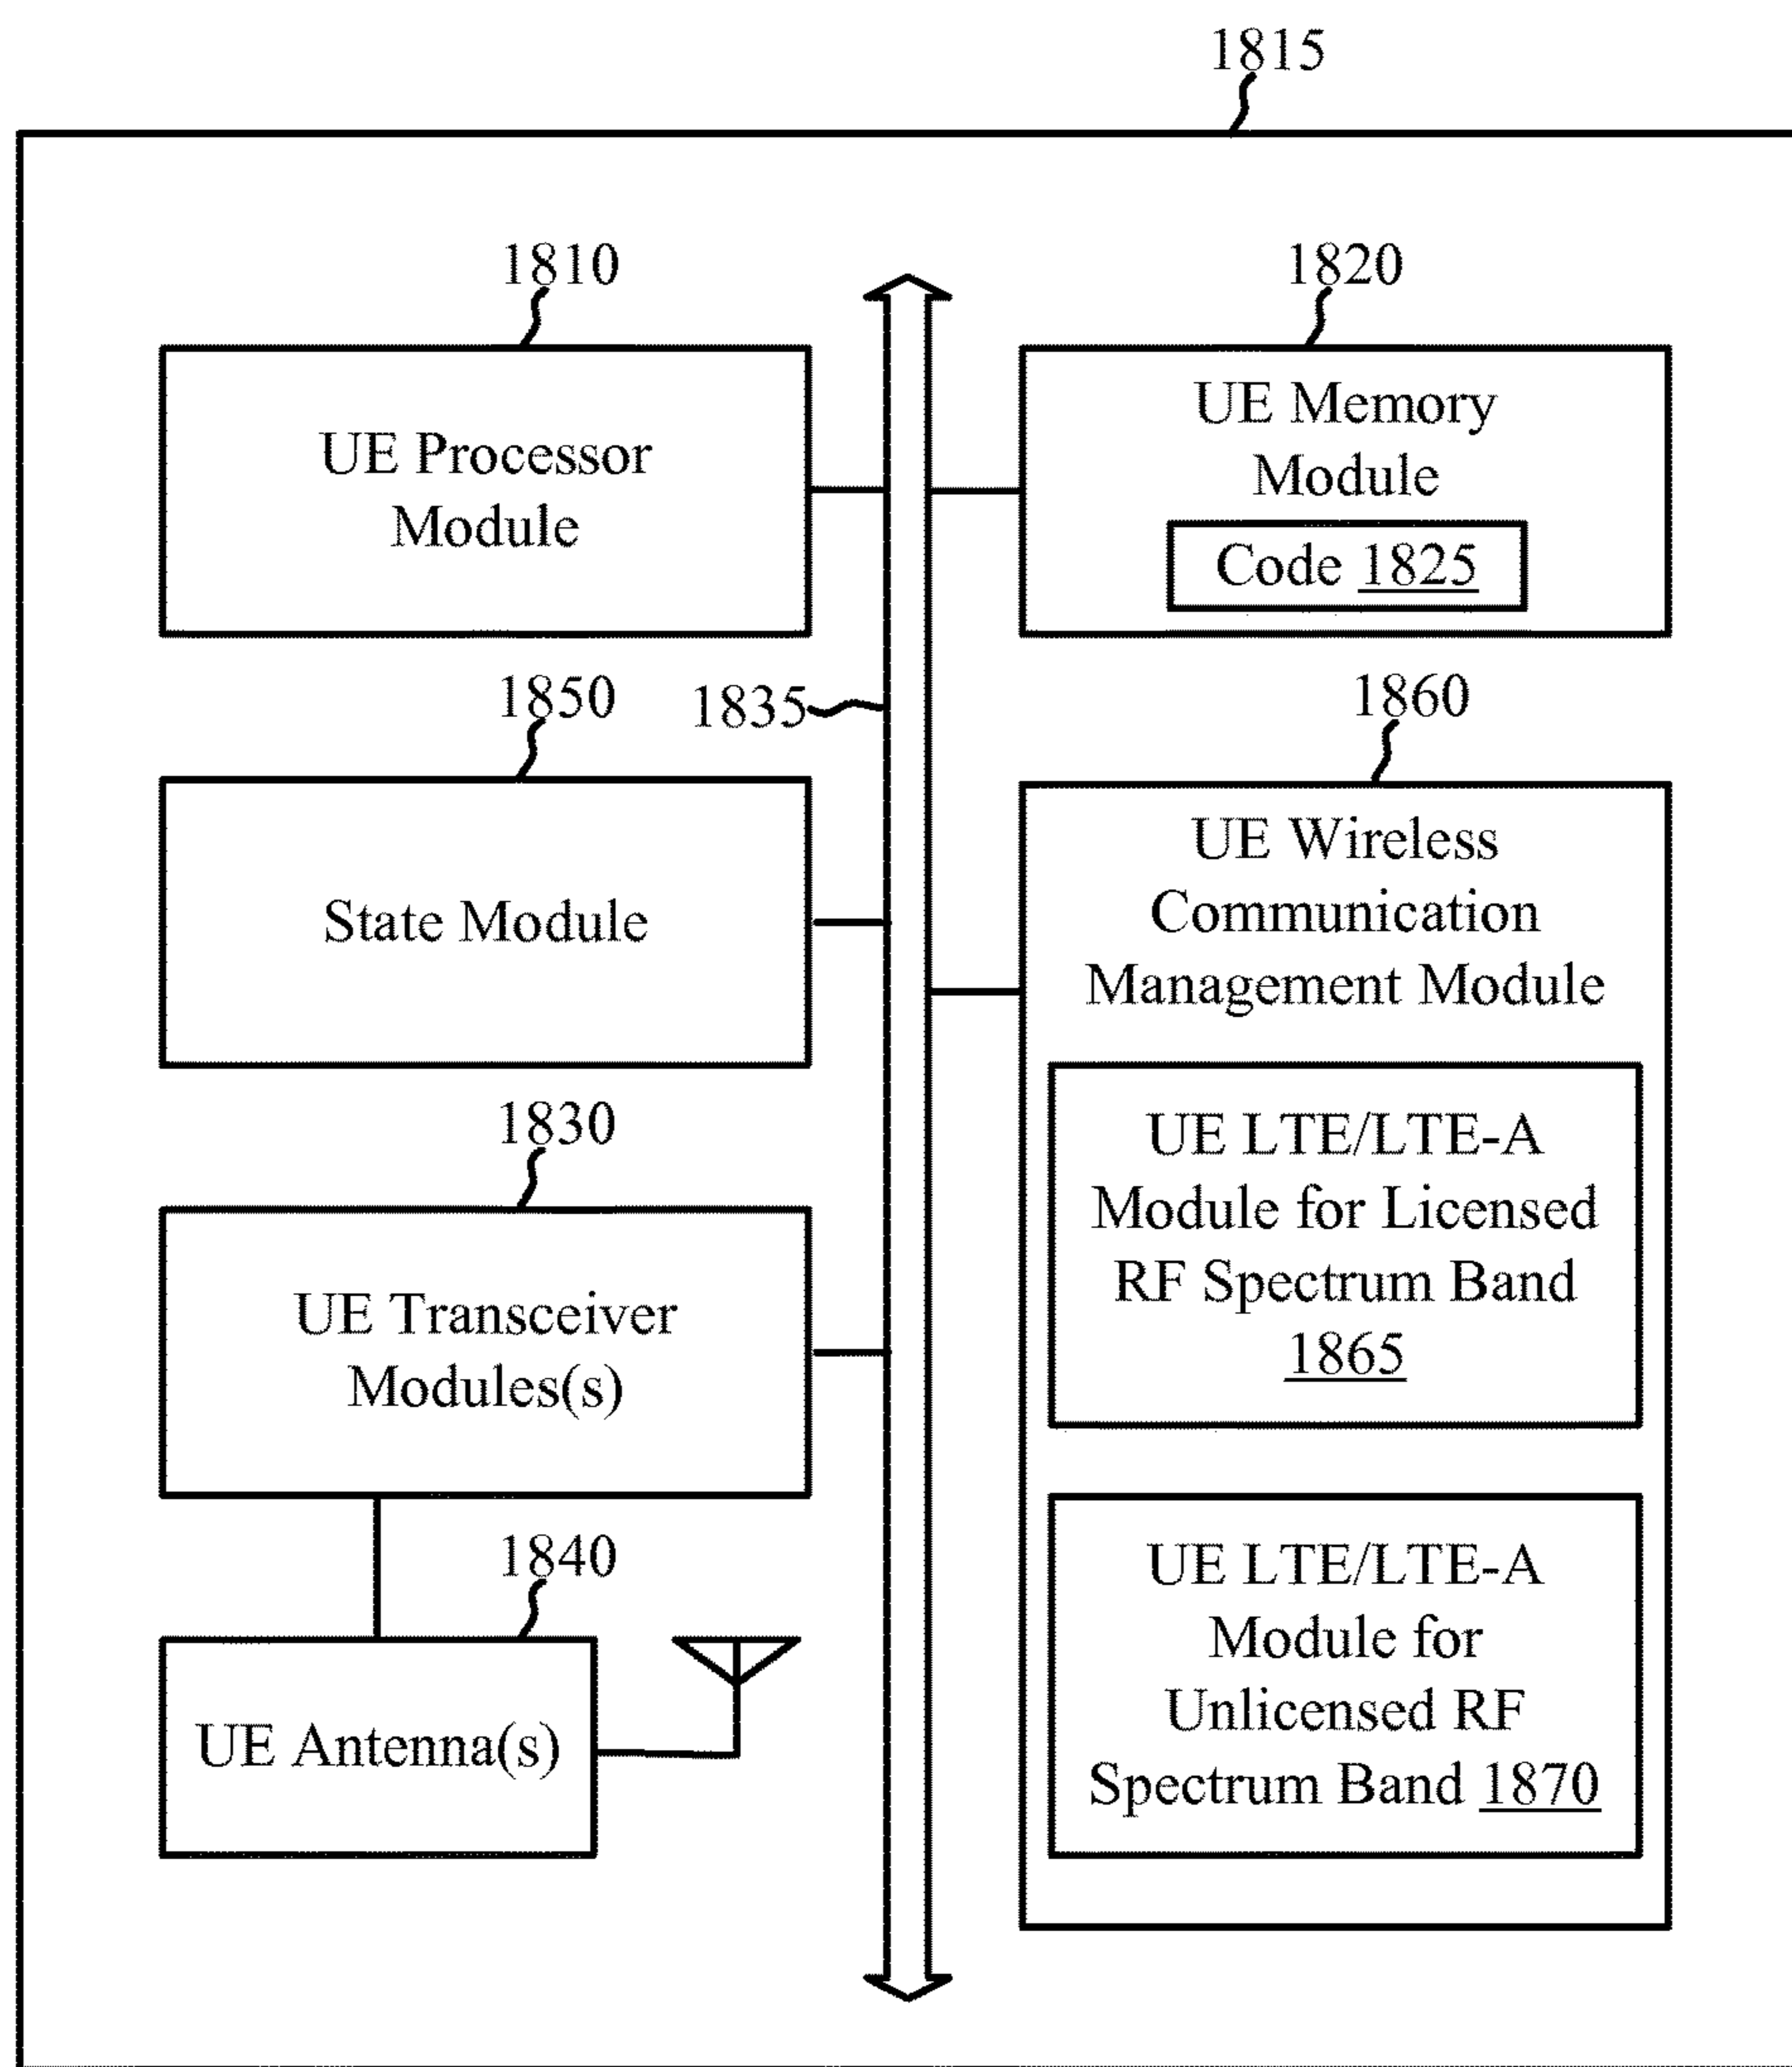 1815
1810
1820
UE Processor
Module
UE Memory
Module
Code 1825
1850
1835
1860
State Module
UE Wireless
Communication
Management Module
1830
UE Transceiver
Modules(s)
UE LTE/LTE-A
Module for Licensed
RF Spectrum Band
1865
1840
UE Antenna(s)
UE LTE/LTE-A
Module for
Unlicensed RF
Spectrum Band 1870